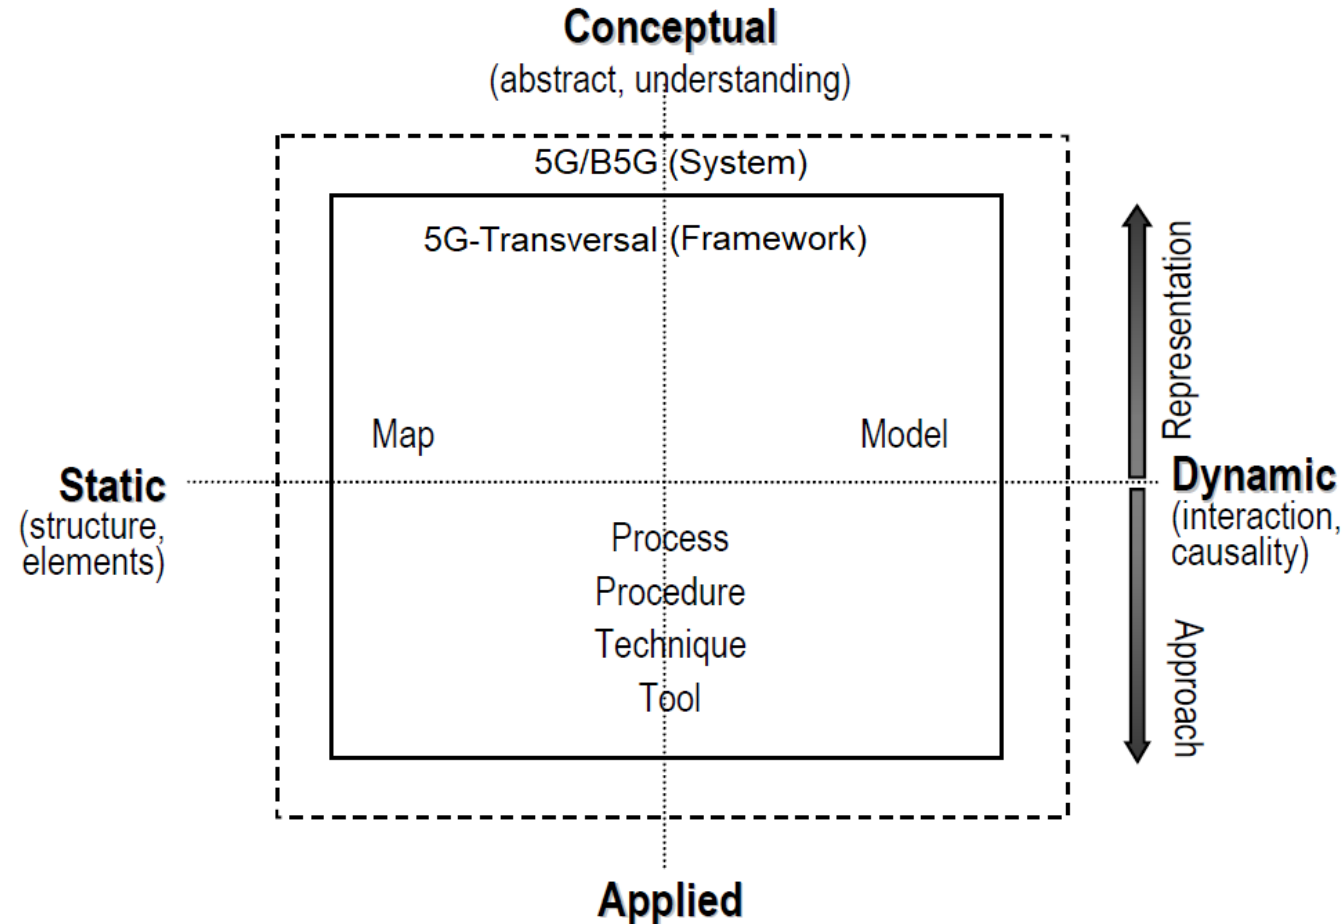 Conceptual
(abstract, understanding)
5G/B5G (System)
5G-Transversal (Framework)
Representation
Map
Model
Static
(structure,
elements)
Dynamic
(interaction,
causality)
Process
Procedure
Technique
Tool
Approach
Applied